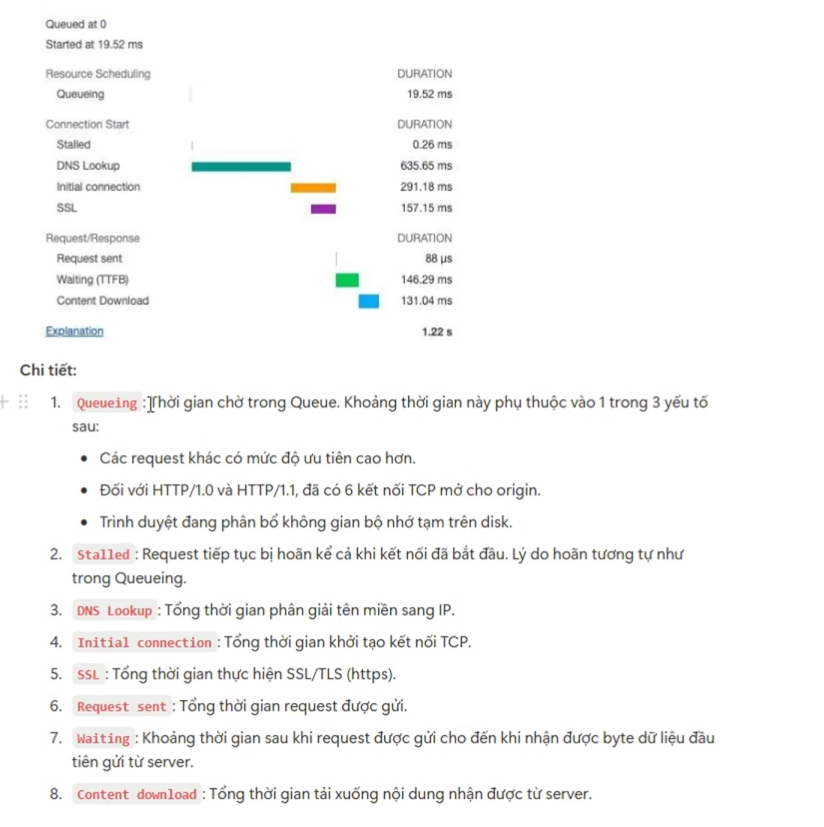 Queued at 0
Started at 19.52 ms
Resource Scheduling DURATION
Queueing 19.52 ms
Connection Start DURATION
Stalled 0.26 ms
DNS Lookup 635.65 ms
Initial connection 291.18 ms
SSL 157.15 ms
Request/Response DURATION
Request sent 88 µs
Waiting (TTFB) 146.29 ms
Content Download 131.04 ms
Explanation 1.22 s
Chi tiết:
1. Queueing : Thời gian chờ trong Queue. Khoảng thời gian này phụ thuộc vào 1 trong 3 yếu tố
sau:
• Các request khác có mức độ ưu tiên cao hơn.
• Đối với HTTP/1.0 và HTTP/1.1, đã có 6 kết nối TCP mở cho origin.
• Trình duyệt đang phân bổ không gian bộ nhớ tạm trên disk.
2. Stalled : Request tiếp tục bị hoãn kể cả khi kết nối đã bắt đầu. Lý do hoãn tương tự như
trong Queueing.
3. DNS Lookup : Tổng thời gian phân giải tên miền sang IP.
4. Initial connection : Tổng thời gian khởi tạo kết nối TCP.
5. SSL : Tổng thời gian thực hiện SSL/TLS (https).
6. Request sent : Tổng thời gian request được gửi.
7. Waiting : Khoảng thời gian sau khi request được gửi cho đến khi nhận được byte dữ liệu đầu
tiên gửi từ server.
8. Content download : Tổng thời gian tải xuống nội dung nhận được từ server.